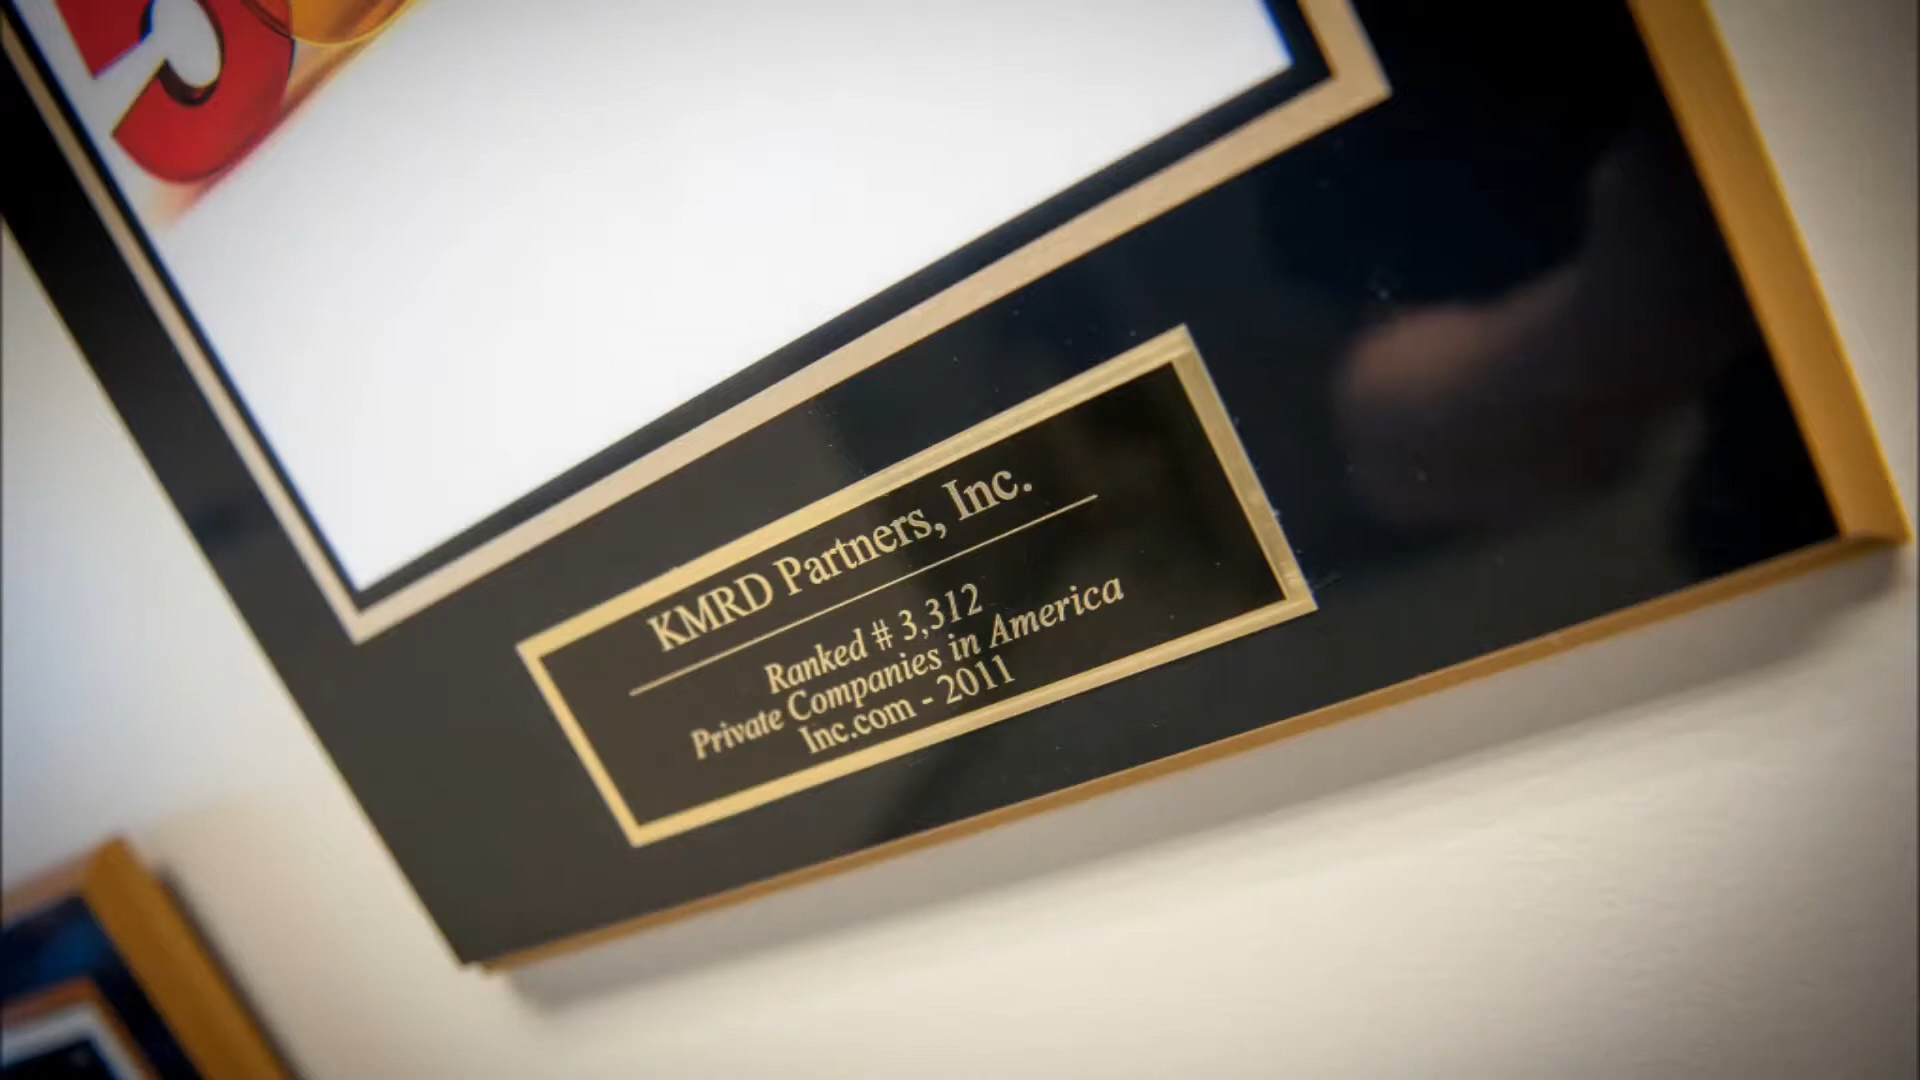 KMRD Partners, Inc.
Ranked # 3,312
Private Companies in America
Inc.com - 2011